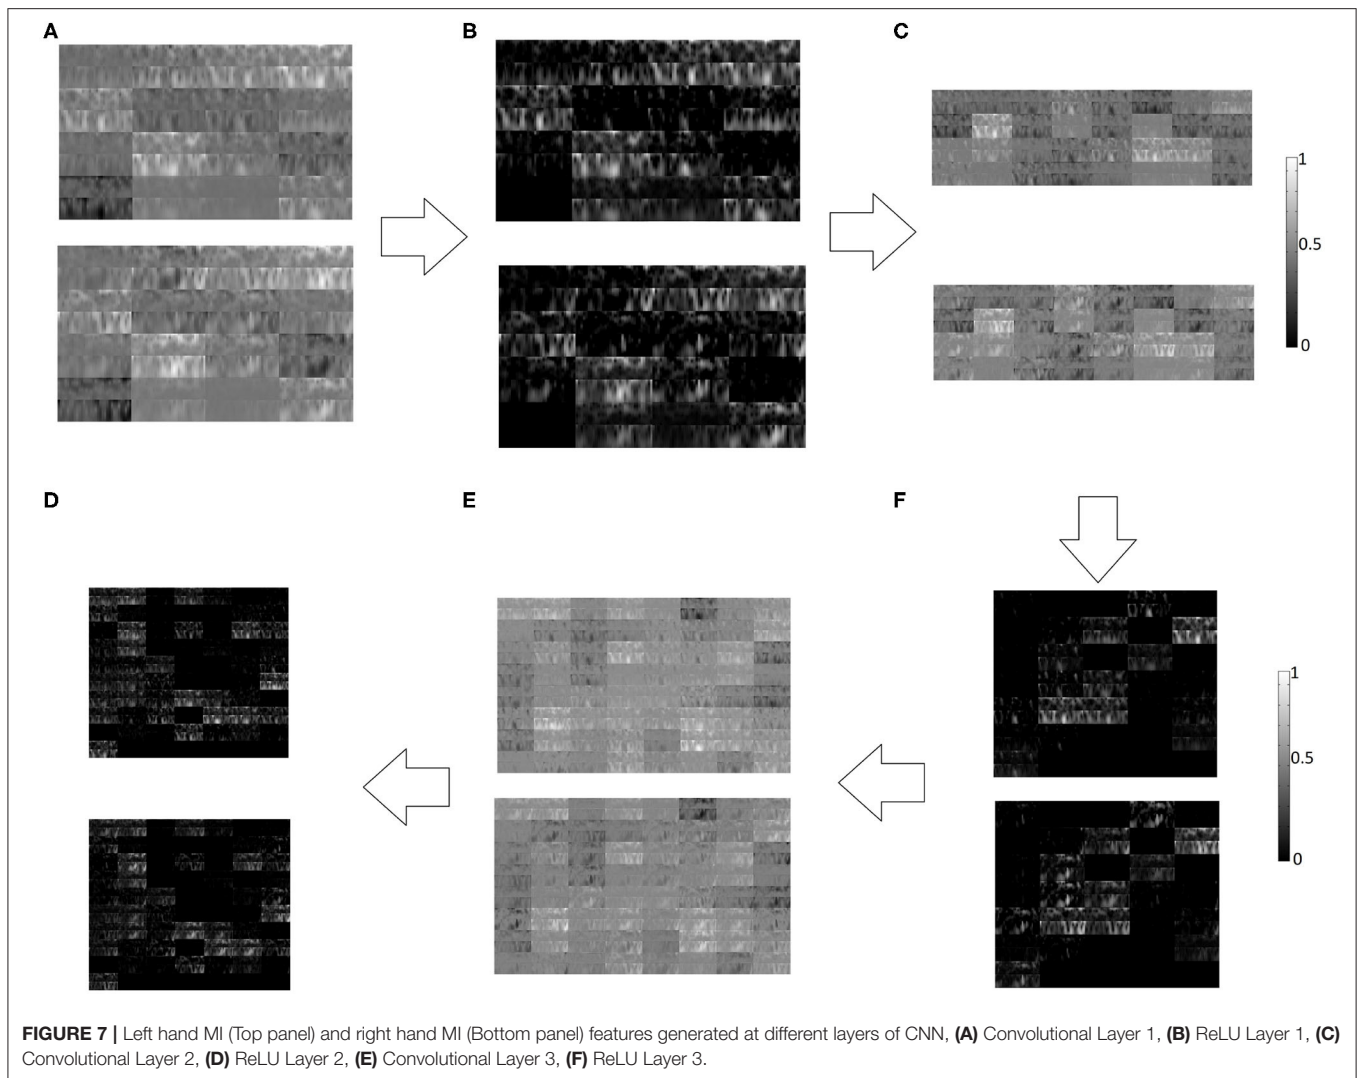 A
B
C
1
0.5
0
D
E
F
1
0.5
0
FIGURE 7 | Left hand MI (Top panel) and right hand MI (Bottom panel) features generated at different layers of CNN, (A) Convolutional Layer 1, (B) ReLU Layer 1, (C)
Convolutional Layer 2, (D) ReLU Layer 2, (E) Convolutional Layer 3, (F) ReLU Layer 3.